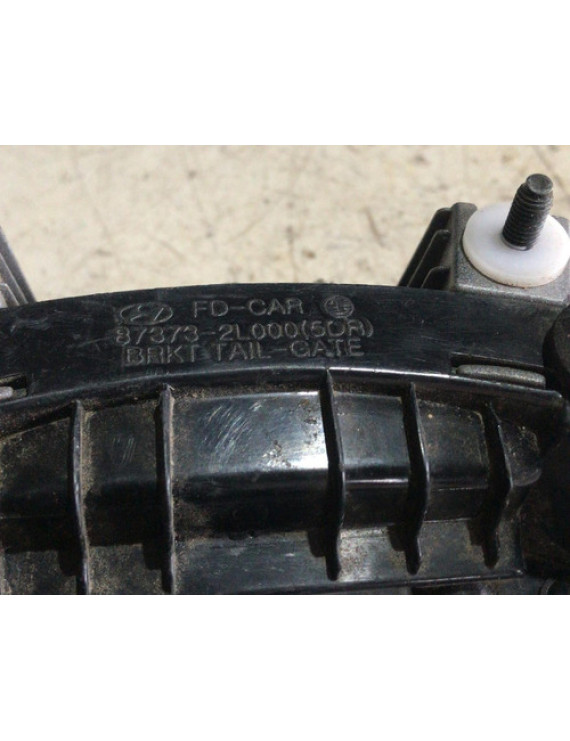 FD-CAR
87373-2L000(5DR)
BRKT TAIL-GATE